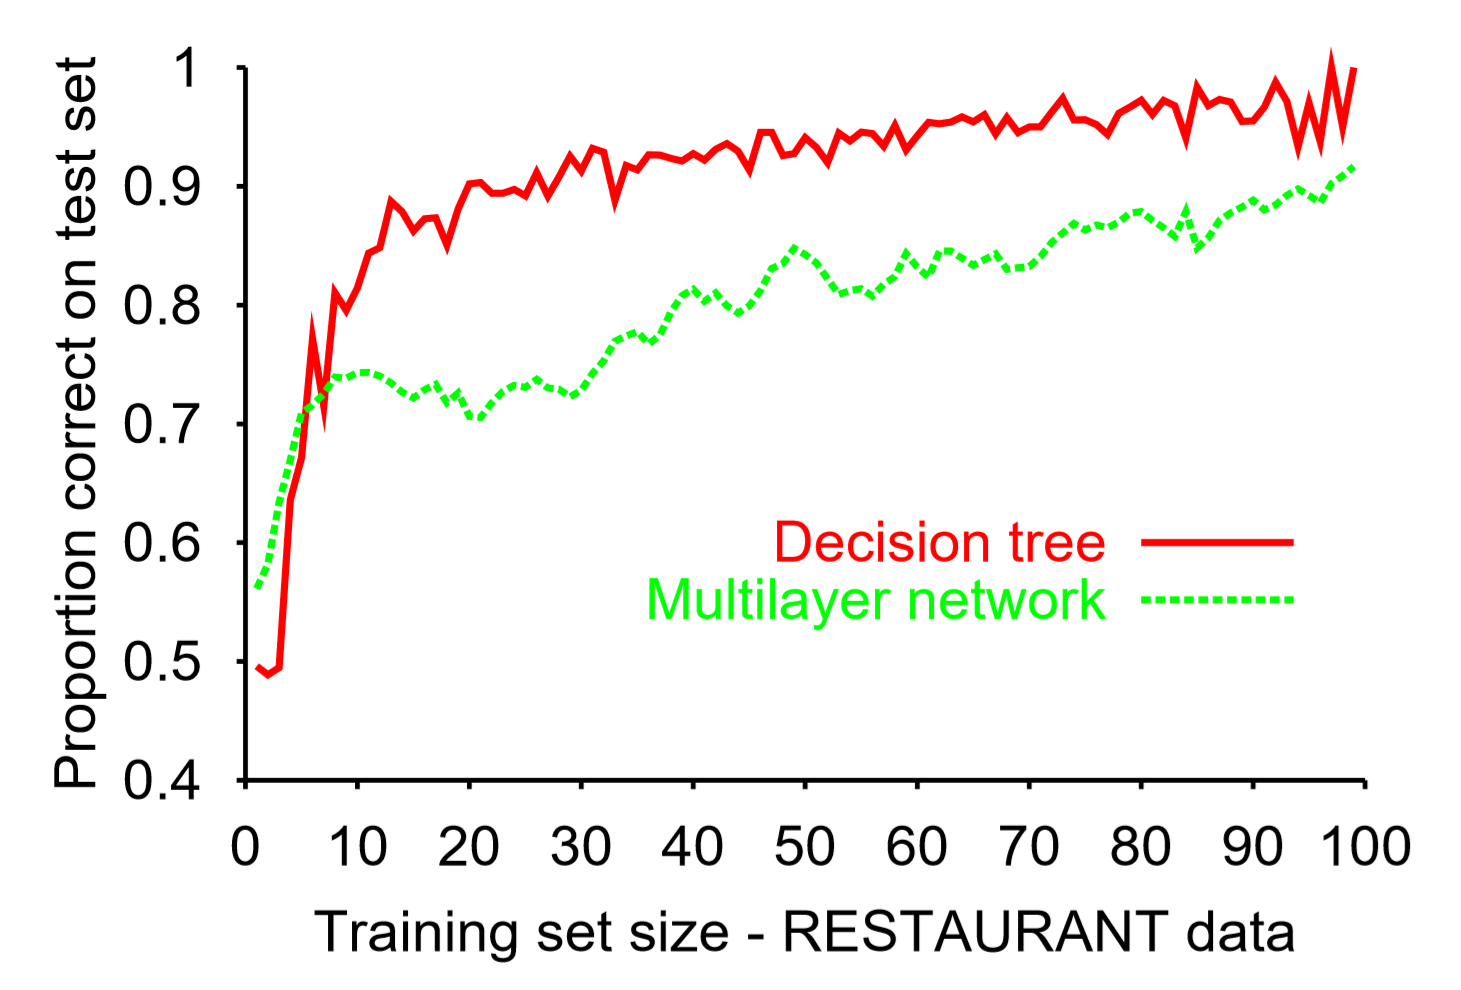 Proportion correct on test set
1
0.9
0.8
0.7
0.6
0.5
0.4
Decision tree
Multilayer network
0 10 20 30 40 50 60 70 80 90 100
Training set size - RESTAURANT data